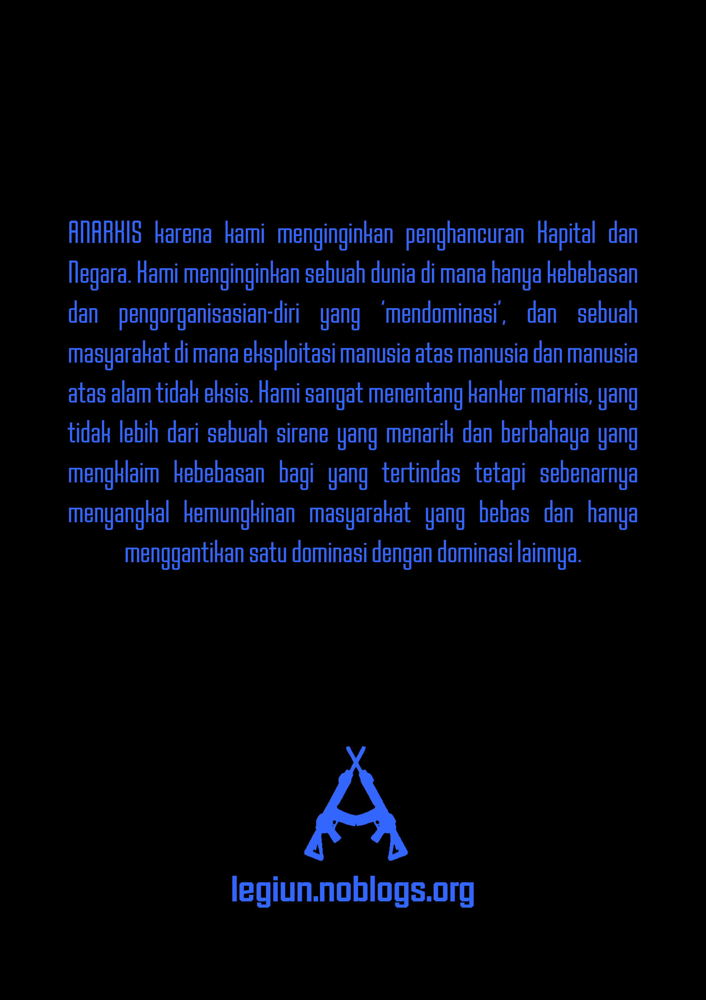 ANARKIS karena kami menginginkan penghancuran Kapital dan
Negara. Kami menginginkan sebuah dunia di mana hanya kebebasan
dan pengorganisasian-diri yang ‘mendominasi’, dan sebuah
masyarakat di mana eksploitasi manusia atas manusia dan manusia
atas alam tidak eksis. Kami sangat menentang kanker marxis, yang
tidak lebih dari sebuah sirene yang menarik dan berbahaya yang
mengklaim kebebasan bagi yang tertindas tetapi sebenarnya
menyangkal kemungkinan masyarakat yang bebas dan hanya
menggantikan satu dominasi dengan dominasi lainnya.
legiun.noblogs.org